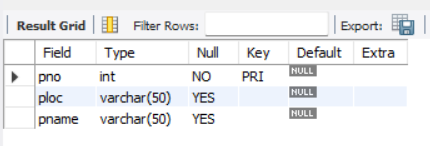 Result Grid Filter Rows: Export:
Field Type Null Key Default Extra
pno int NO PRI NULL
ploc varchar(50) YES NULL
pname varchar(50) YES NULL